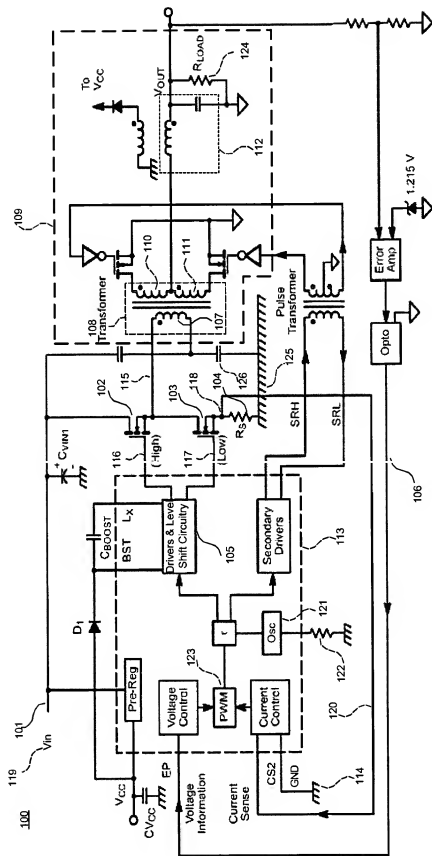 100
119
Vin
101
VCC
CVCC
D1
Pre-Reg
CBOOST
BST
LX
+ CVIN1
-
EP
Voltage
Information
Current
Sense
CS2
GND
114
Voltage Control
PWM
Current
Control
123
τ
Osc
121
122
Drivers & Level
Shift Circuitry
105
Secondary
Drivers
113
116
(High)
117
(Low)
102
103
118
104
RS
115
126
125
120
106
SRH
SRL
Pulse
Transformer
108
Transformer
107
109
110
111
112
To
VCC
VOUT
RLOAD
124
1.215 V
Error
Amp
Opto